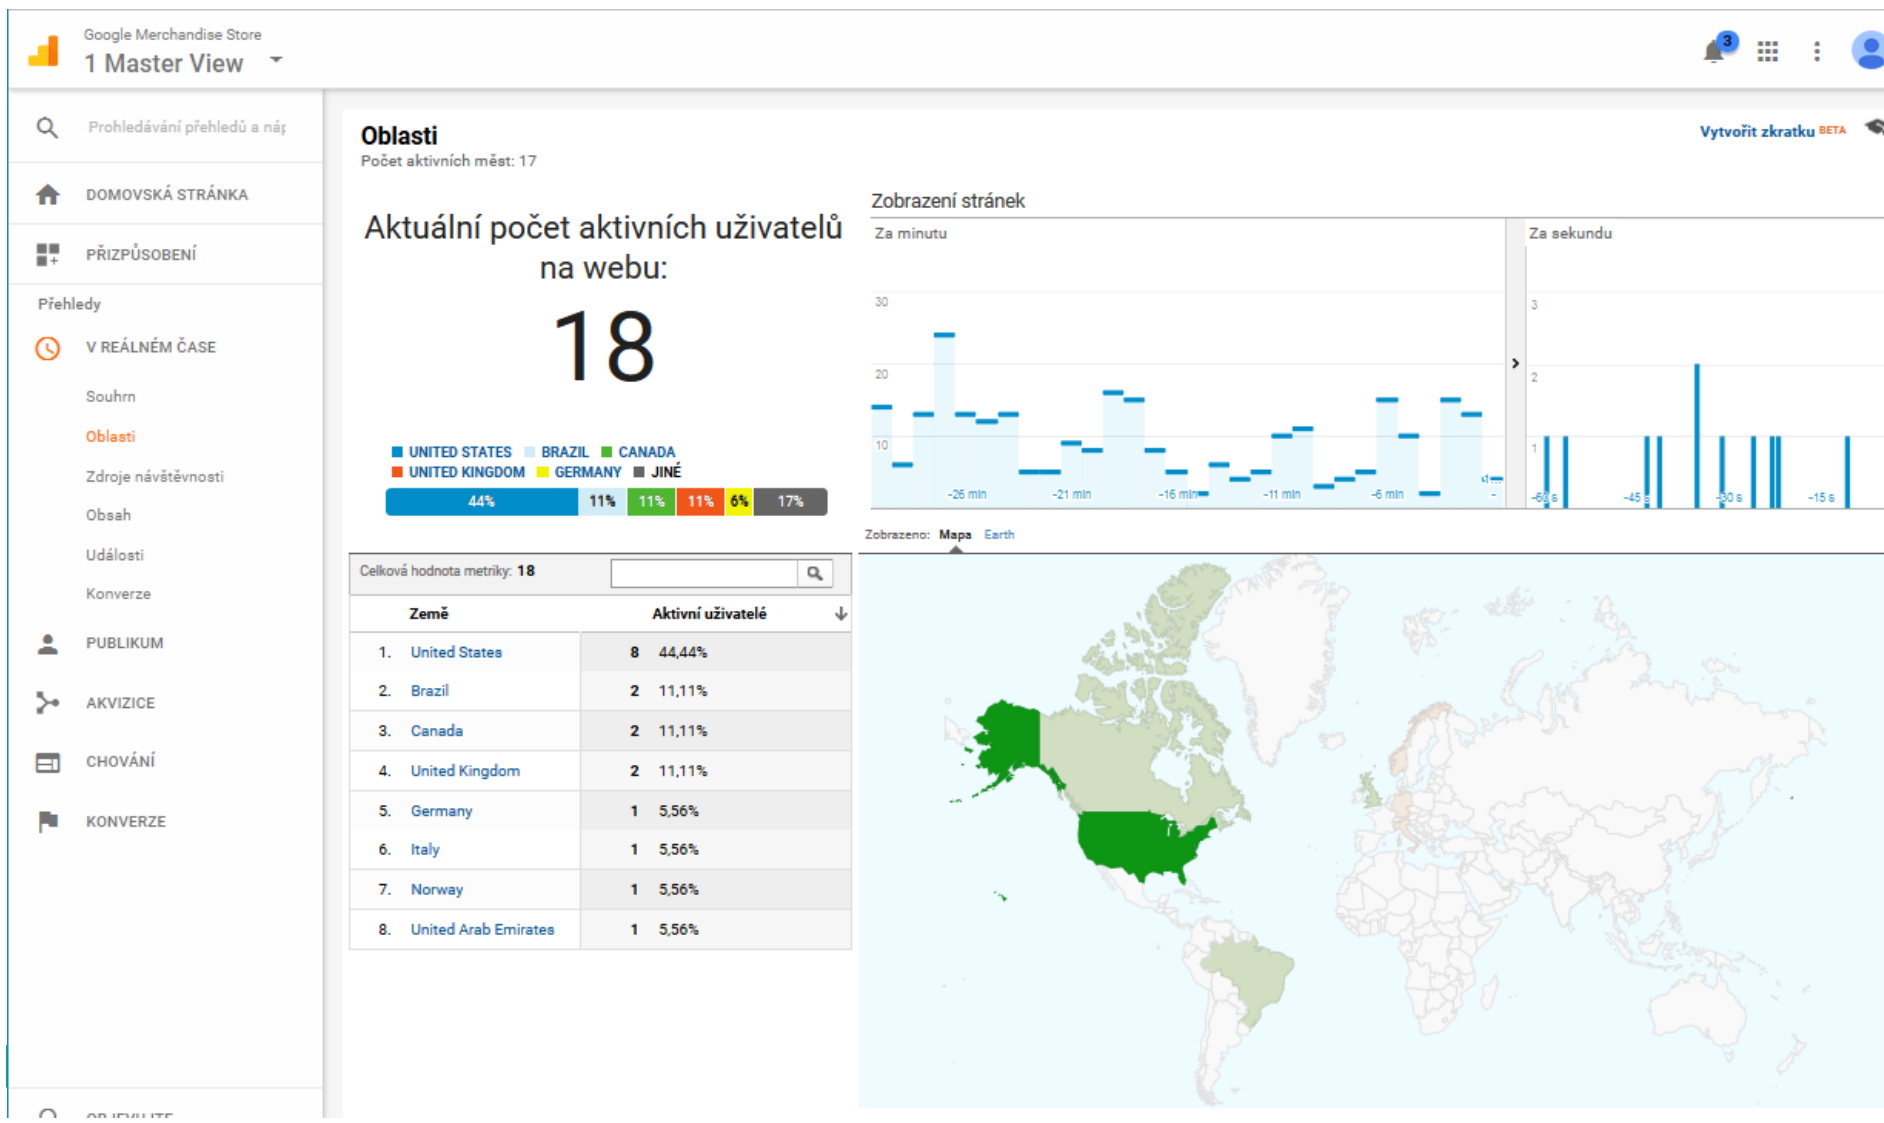 Google Merchandise Store
1 Master View
3
Prohledávání přehledů a náp
DOMOVSKÁ STRÁNKA
PŘIZPŮSOBENÍ
Přehledy
V REÁLNÉM ČASE
Souhrn
Oblasti
Zdroje návštěvnosti
Obsah
Události
Konverze
PUBLIKUM
AKVIZICE
CHOVÁNÍ
KONVERZE
Oblasti
Počet aktivních měst: 17
Vytvořit zkratku BETA
Aktuální počet aktivních uživatelů
na webu:
18
UNITED STATES BRAZIL CANADA
UNITED KINGDOM GERMANY JINÉ
44% 11% 11% 11% 6% 17%
Zobrazení stránek
Za minutu
30
20
10
-26 min -21 min -16 min -11 min -6 min
Za sekundu
3
2
1
-60 s -45 s -30 s -15 s
Zobrazeno: Mapa Earth
Celková hodnota metriky: 18
Země Aktivní uživatelé
1. United States 8 44,44%
2. Brazil 2 11,11%
3. Canada 2 11,11%
4. United Kingdom 2 11,11%
5. Germany 1 5,56%
6. Italy 1 5,56%
7. Norway 1 5,56%
8. United Arab Emirates 1 5,56%